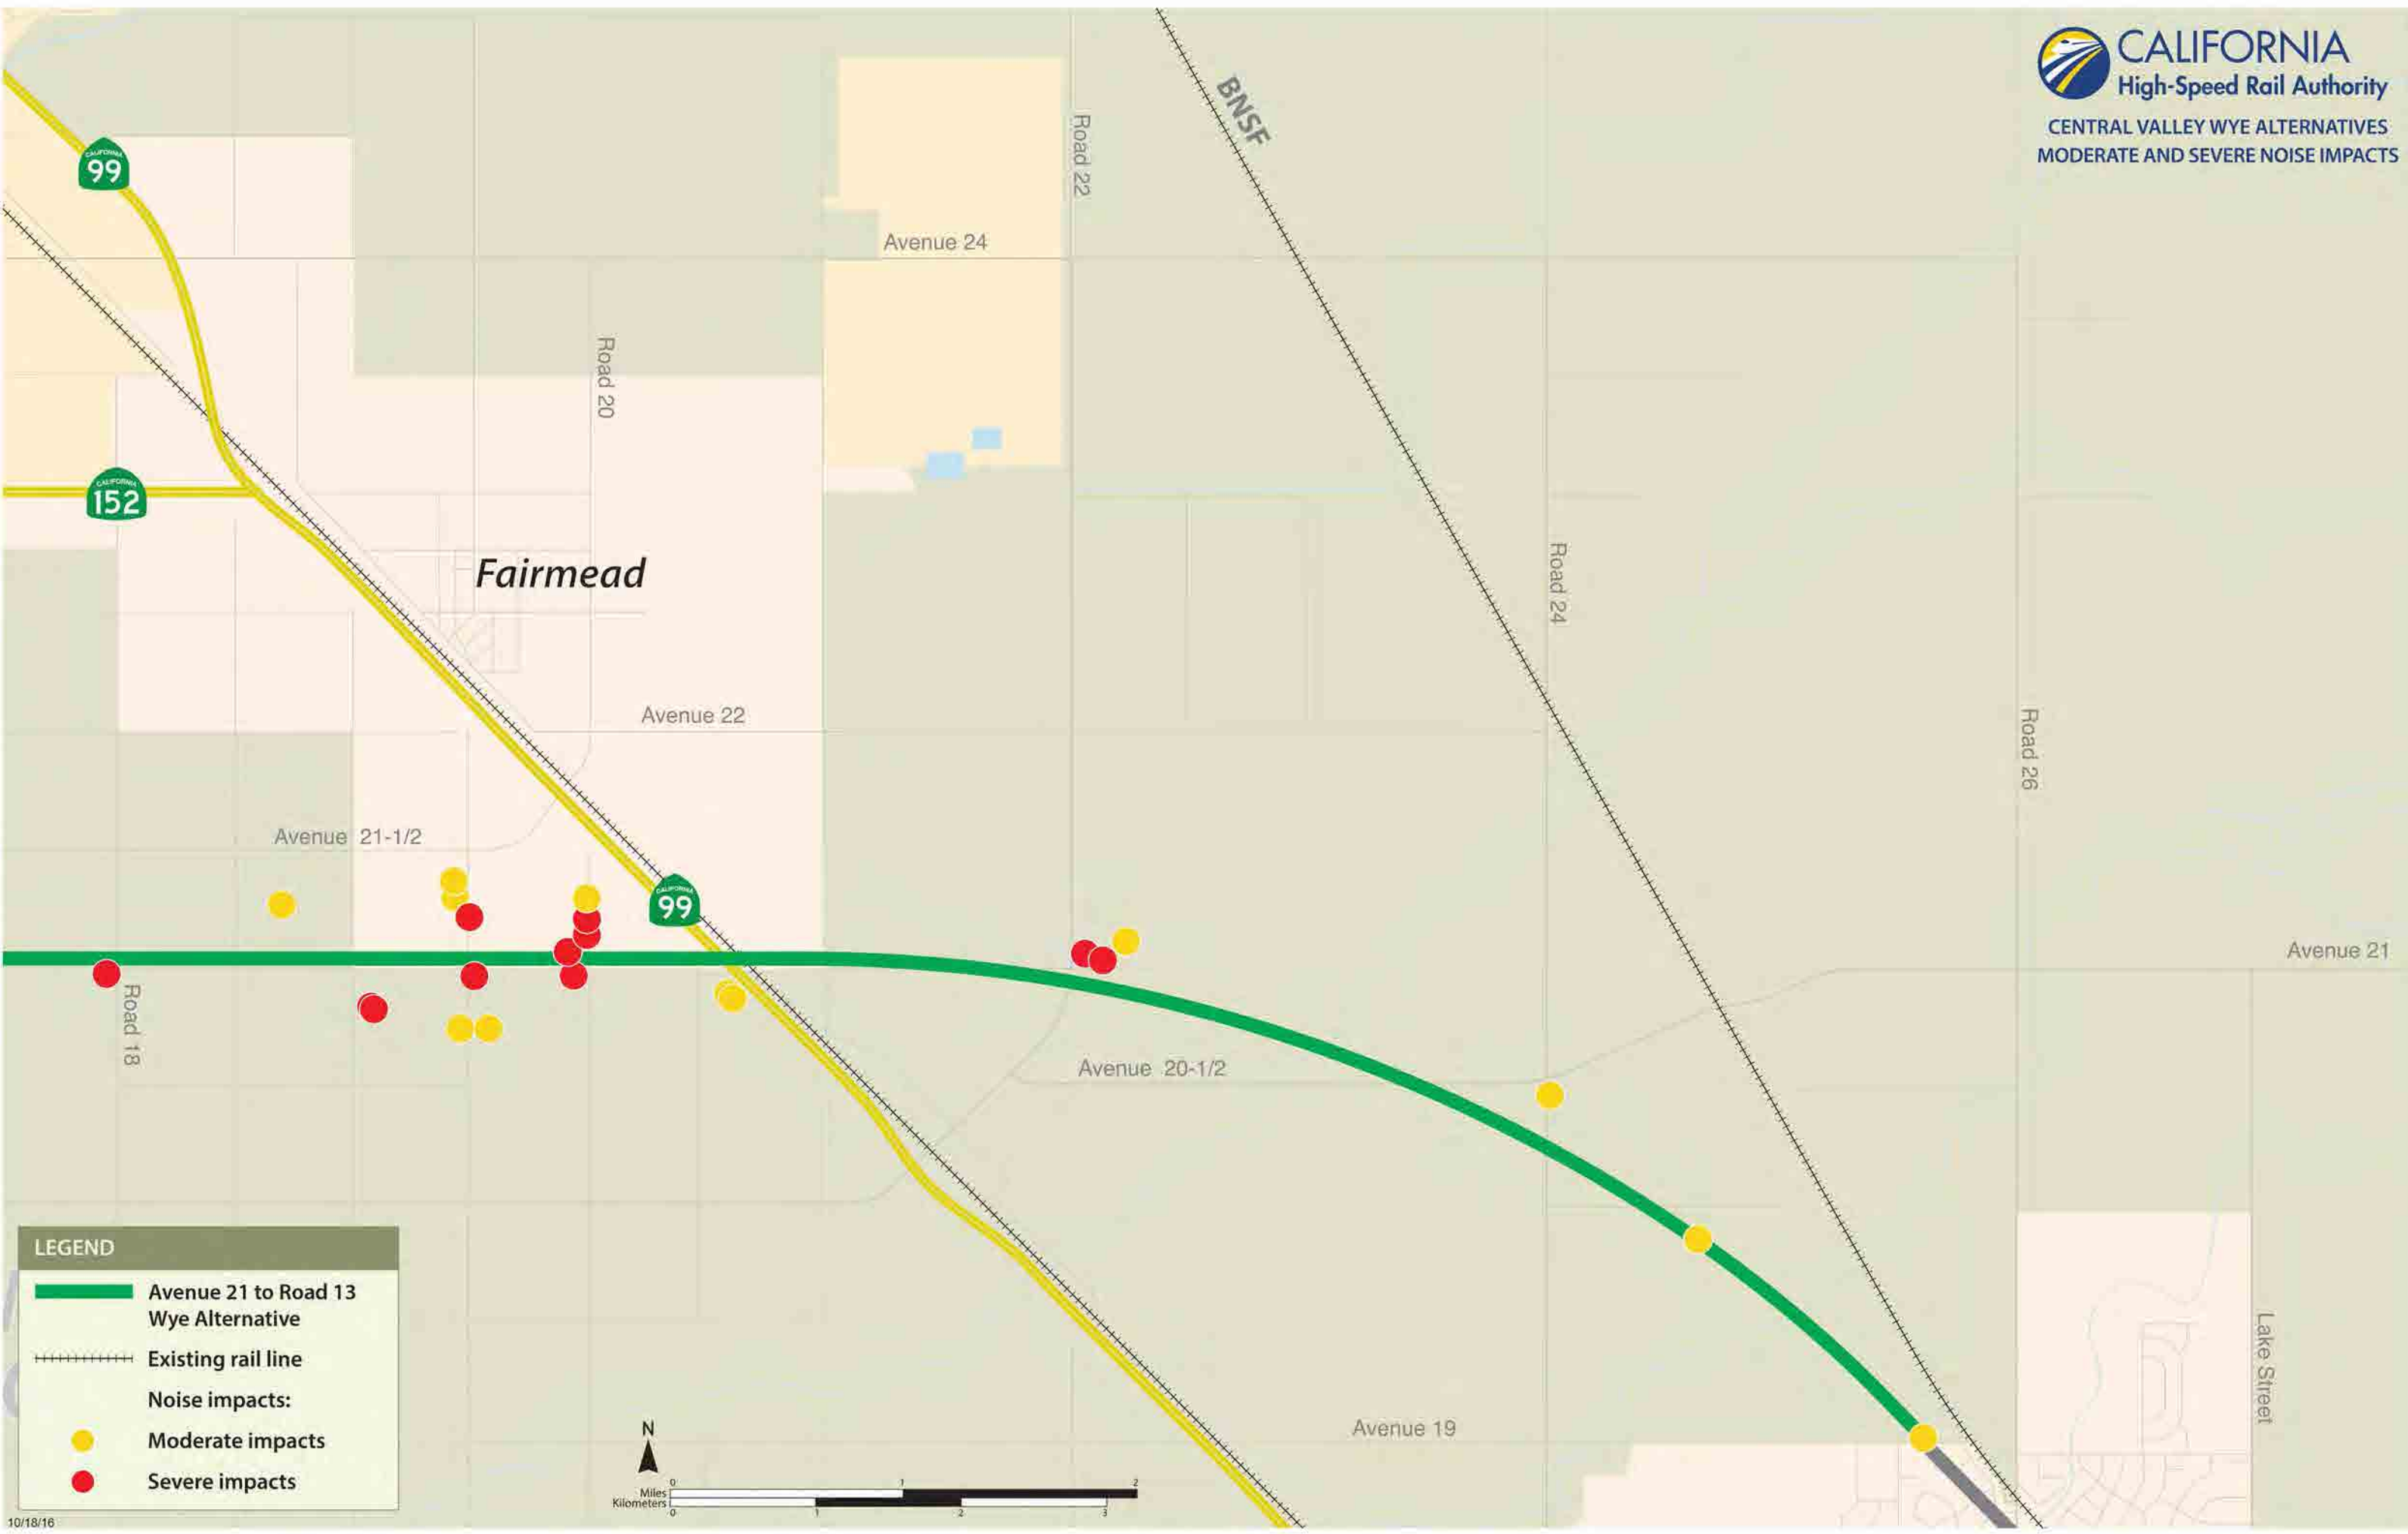 CALIFORNIA
High-Speed Rail Authority
CENTRAL VALLEY WYE ALTERNATIVES
MODERATE AND SEVERE NOISE IMPACTS
BNSF
Road 22
CALIFORNIA
99
Avenue 24
Road 20
CALIFORNIA
152
Fairmead
Road 24
Avenue 22
Road 26
Avenue 21-1/2
CALIFORNIA
99
Avenue 21
Road 18
Avenue 20-1/2
LEGEND
Avenue 21 to Road 13
Wye Alternative
Existing rail line
Noise impacts:
Moderate impacts
Severe impacts
Lake Street
Avenue 19
N
0 1 2
Miles
Kilometers
0 1 2 3
10/18/16